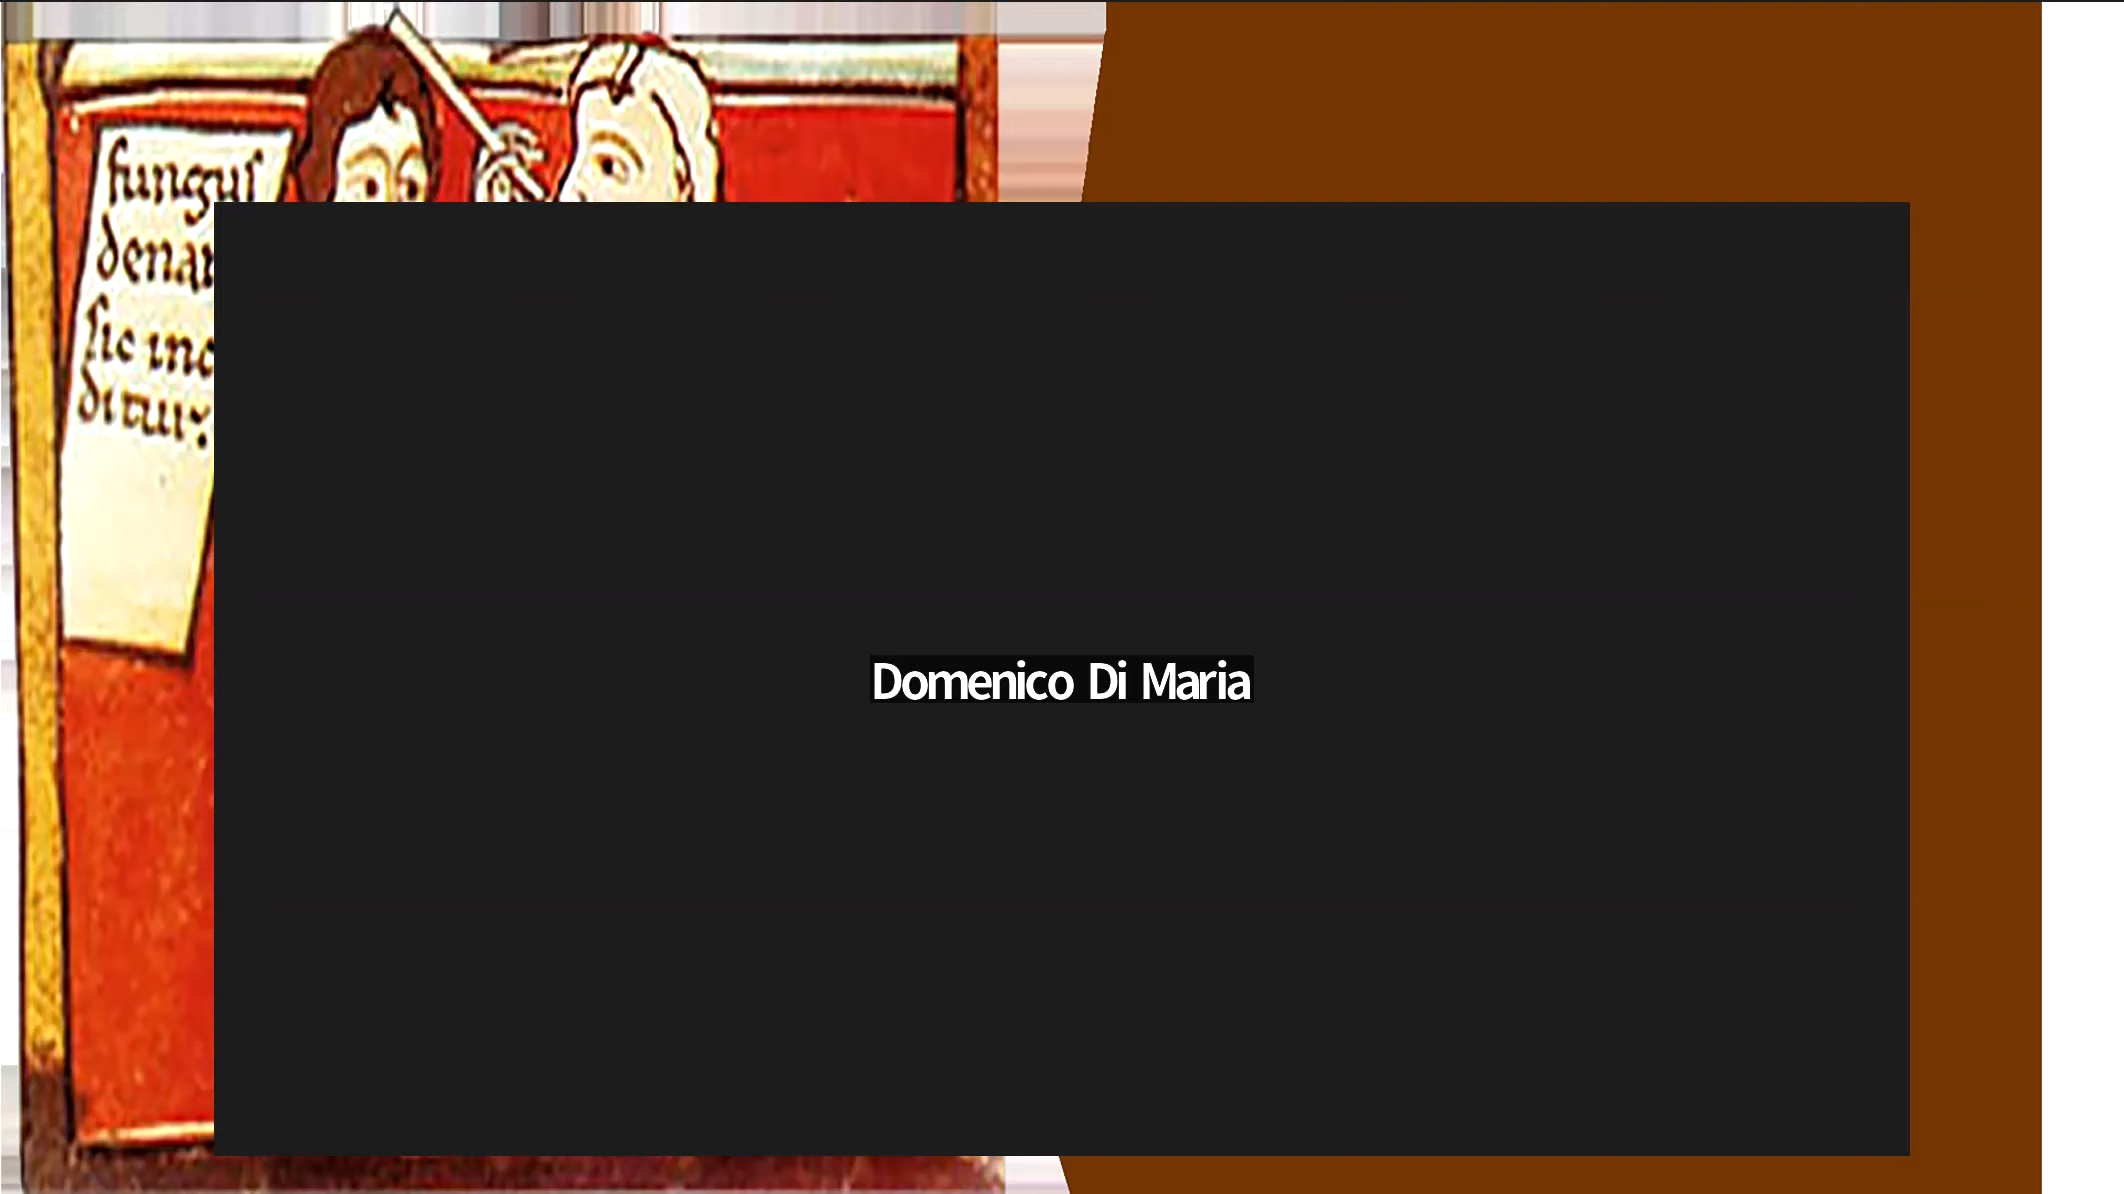 funguſ
denar
ſic inc
ditur.
Domenico Di Maria